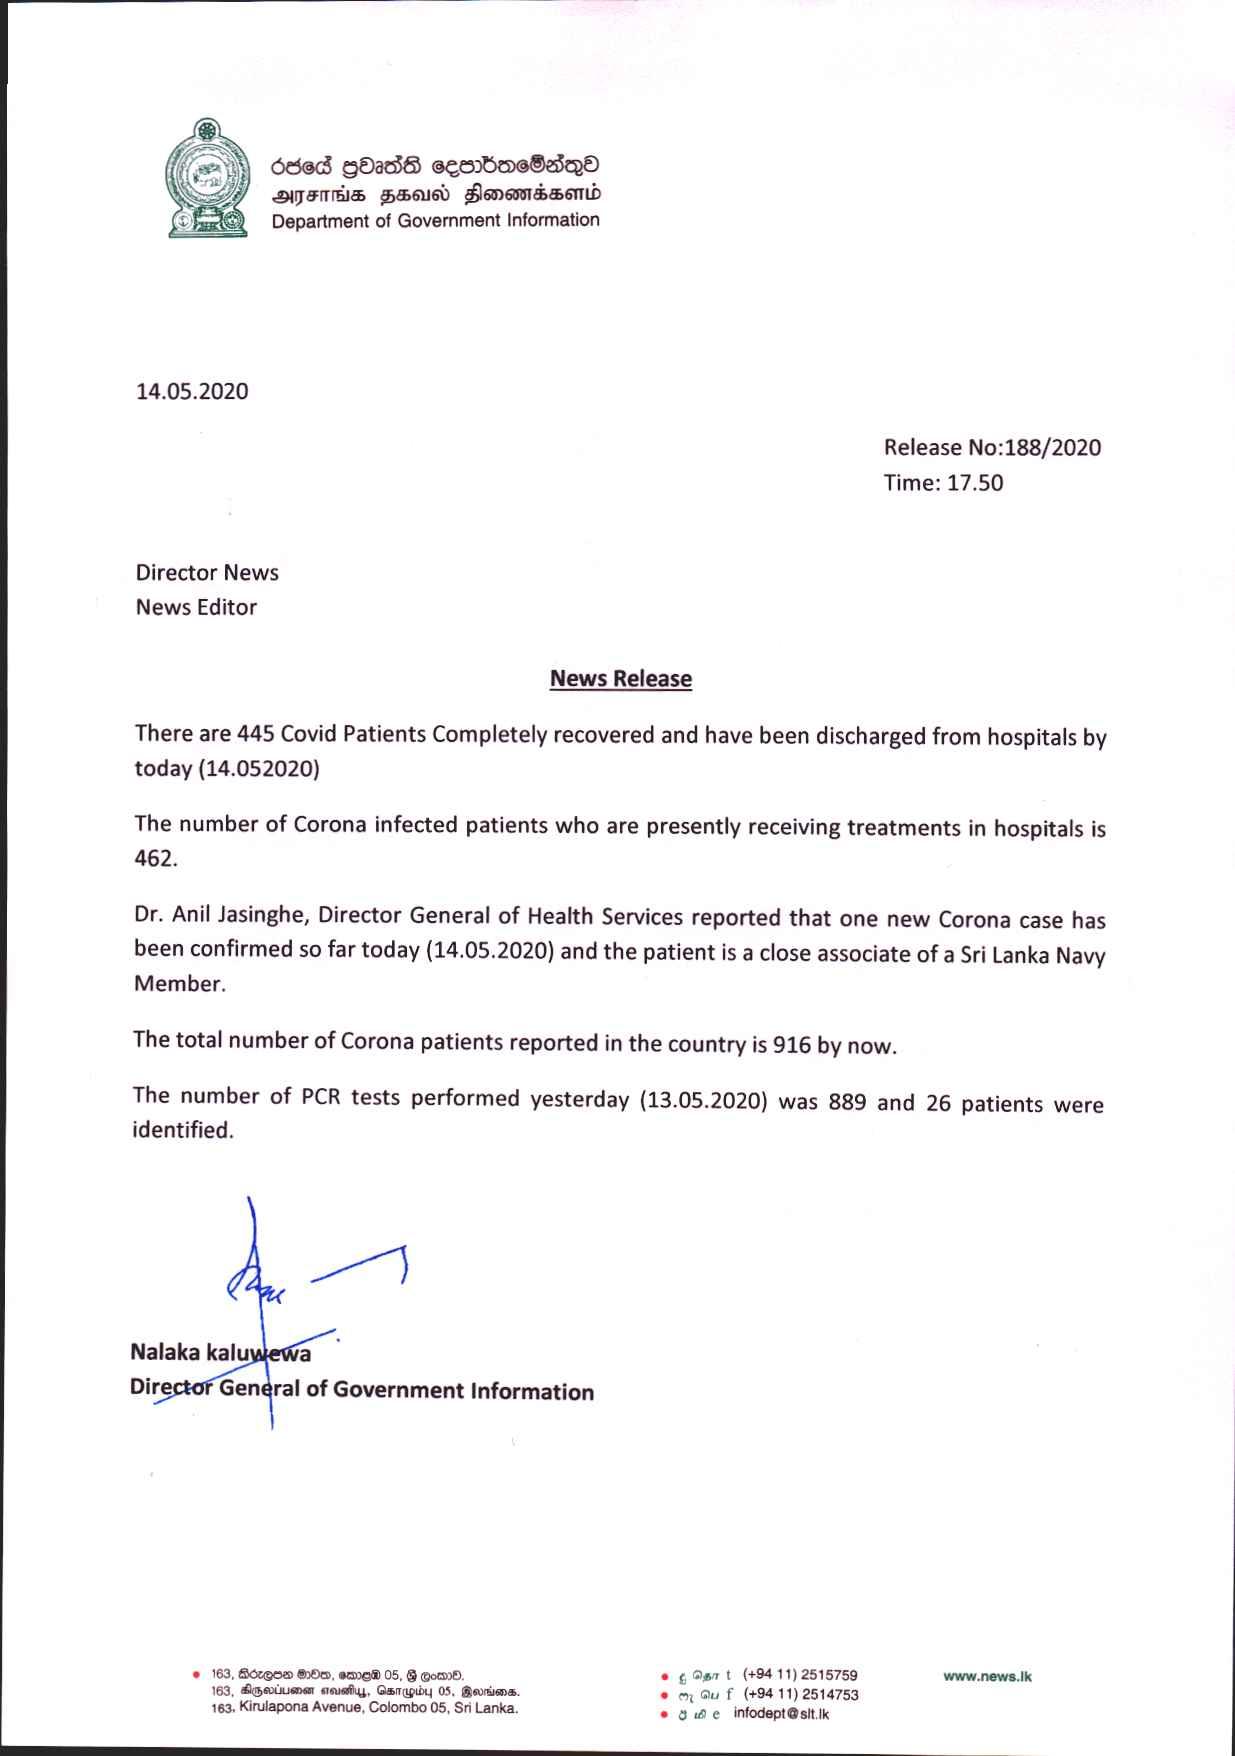 රජයේ ප්‍රවෘත්ති දෙපාර්තමේන්තුව
அரசாங்க தகவல் திணைக்களம்
Department of Government Information
14.05.2020
Release No:188/2020
Time: 17.50
Director News
News Editor
News Release
There are 445 Covid Patients Completely recovered and have been discharged from hospitals by
today (14.052020)
The number of Corona infected patients who are presently receiving treatments in hospitals is
462.
Dr. Anil Jasinghe, Director General of Health Services reported that one new Corona case has
been confirmed so far today (14.05.2020) and the patient is a close associate of a Sri Lanka Navy
Member.
The total number of Corona patients reported in the country is 916 by now.
The number of PCR tests performed yesterday (13.05.2020) was 889 and 26 patients were
identified.
Nalaka kaluwewa
Director General of Government Information
163, කිරුලපන මාවත, කොළඹ 05, ශ්‍රී ලංකාව.
163, கிருலப்பனை எவனியூ, கொழும்பு 05, இலங்கை.
163, Kirulapona Avenue, Colombo 05, Sri Lanka.
දු தொ t (+94 11) 2515759
ෆැ பெ f (+94 11) 2514753
ඊ மி e infodept@slt.lk
www.news.lk